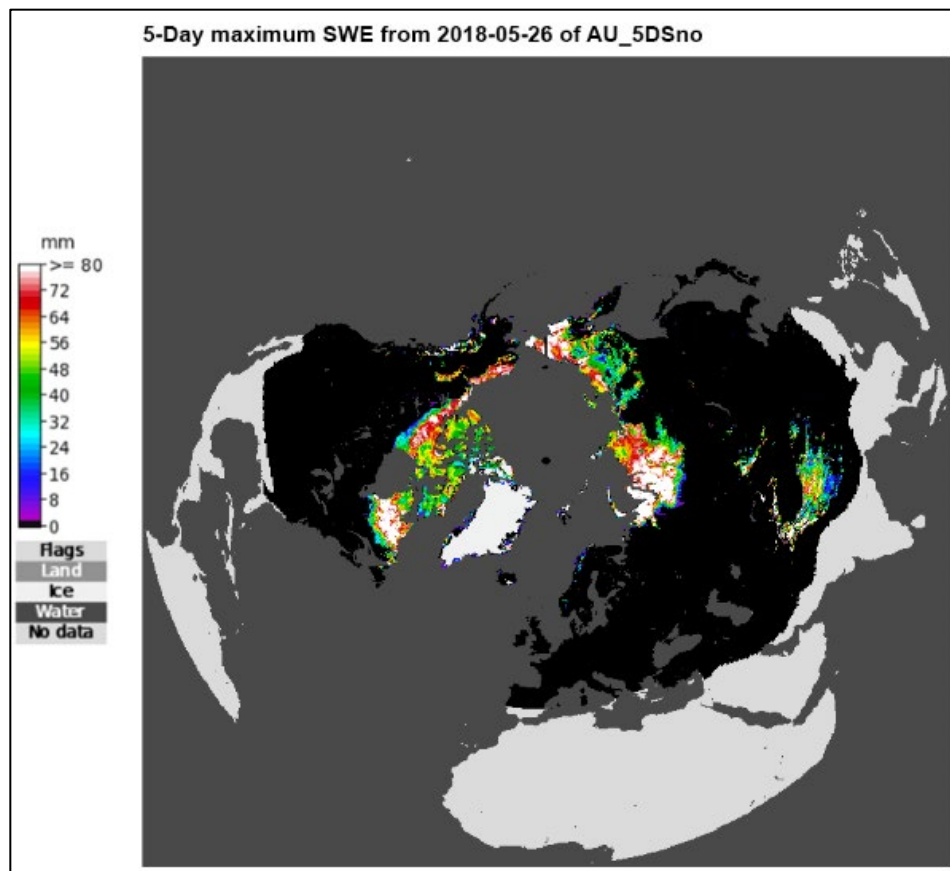 5-Day maximum SWE from 2018-05-26 of AU_5DSno
mm
>= 80
72
64
56
48
40
32
24
16
8
0
Flags
Land
Ice
Water
No data